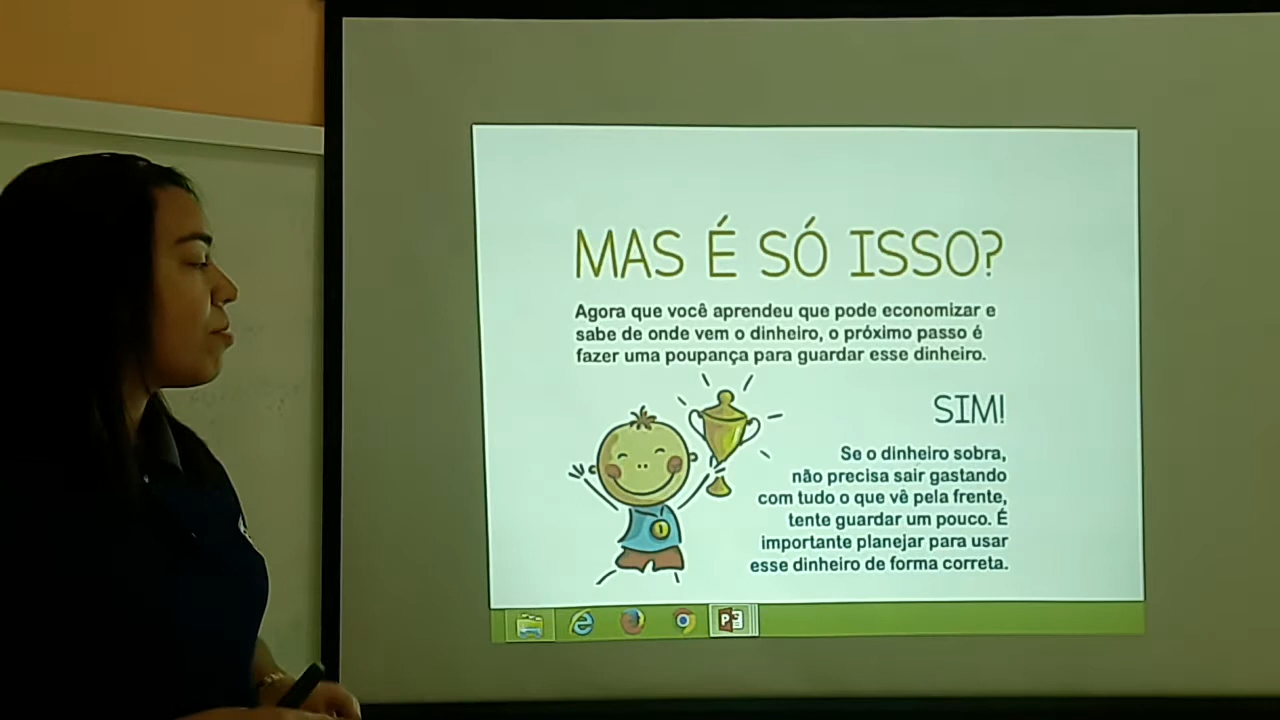 MAS É SÓ ISSO?
Agora que você aprendeu que pode economizar e
sabe de onde vem o dinheiro, o próximo passo é
fazer uma poupança para guardar esse dinheiro.
SIM!
Se o dinheiro sobra,
não precisa sair gastando
com tudo o que vê pela frente,
tente guardar um pouco. É
importante planejar para usar
esse dinheiro de forma correta.
1